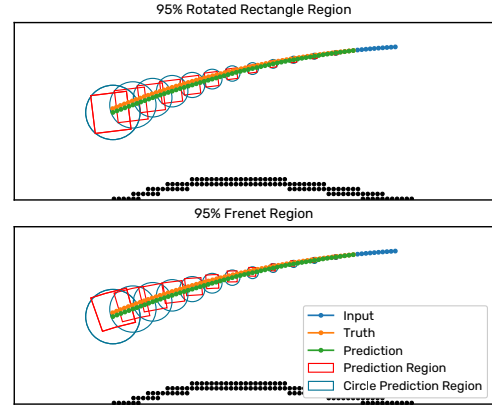 95% Rotated Rectangle Region
95% Frenet Region
Input
Truth
Prediction
Prediction Region
Circle Prediction Region